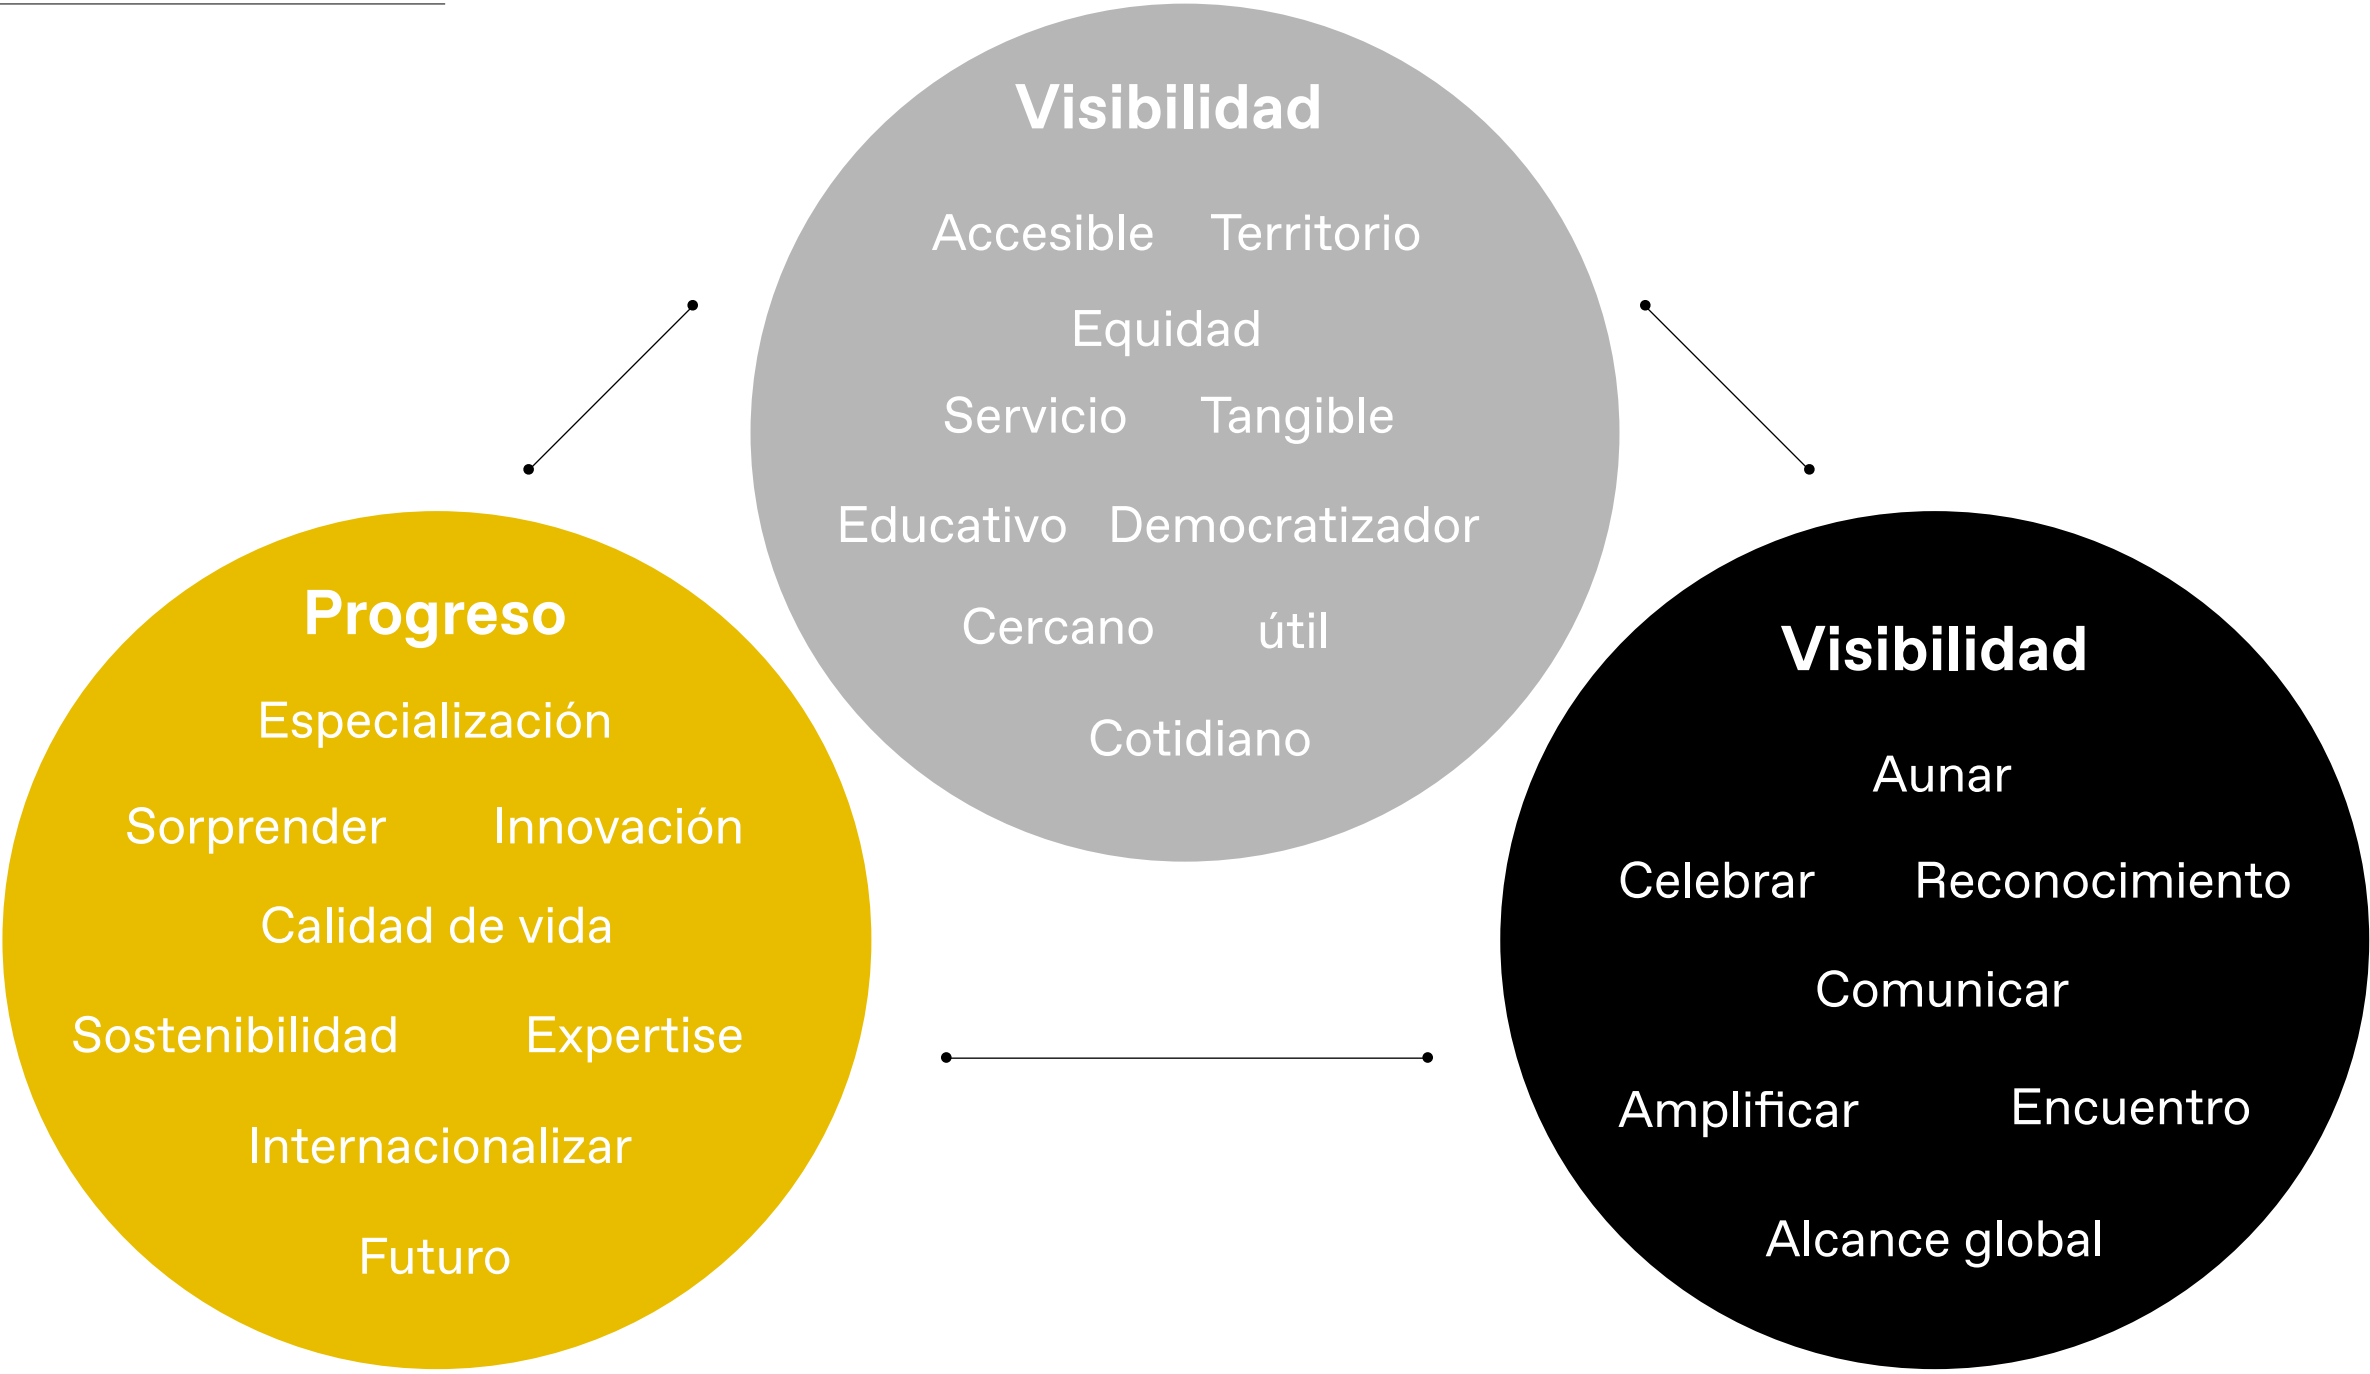 Visibilidad
Accesible Territorio
Equidad
Servicio Tangible
Educativo Democratizador
Cercano útil
Cotidiano
Progreso
Especialización
Sorprender Innovación
Calidad de vida
Sostenibilidad Expertise
Internacionalizar
Futuro
Visibilidad
Aunar
Celebrar Reconocimiento
Comunicar
Amplificar Encuentro
Alcance global